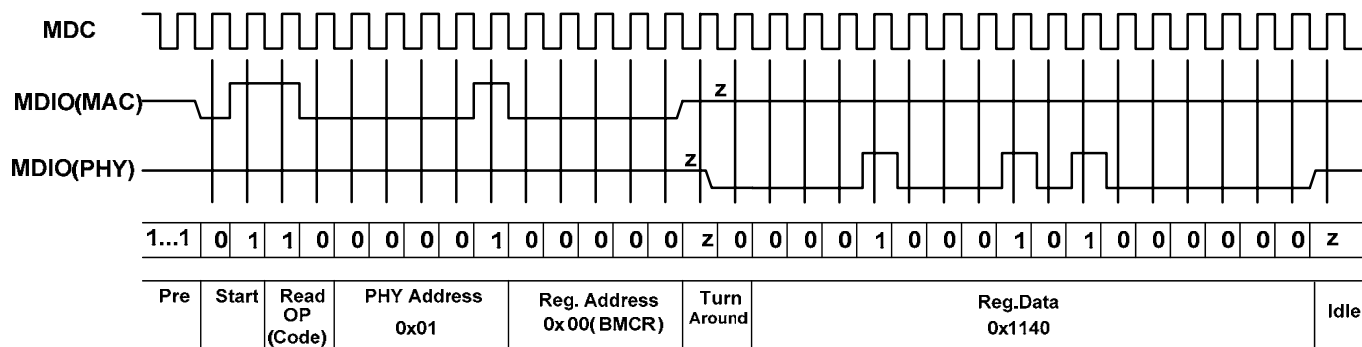 MDC
MDIO(MAC) z
MDIO(PHY) z
1...1 0 1 1 0 0 0 0 0 1 0 0 0 0 0 z 0 0 0 0 1 0 0 0 1 0 1 0 0 0 0 0 0 z
Pre Start Read OP (Code) PHY Address 0x01 Reg. Address 0x00(BMCR) Turn Around Reg.Data 0x1140 Idle